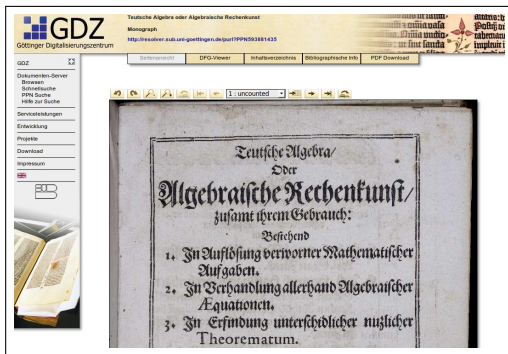 GDZ
Göttinger Digitalisierungszentrum
Teutsche Algebra oder Algebraische Rechenkunst
Monograph
http://resolver.sub.uni-goettingen.de/purl?PPN593881435
GDZ
Dokumenten-Server
Browsen
Schnellsuche
PPN Suche
Hilfe zur Suche
Serviceleistungen
Entwicklung
Projekte
Download
Impressum
Seitenansicht
DFG-Viewer
Inhaltsverzeichnis
Bibliographische Info
PDF Download
1 : uncounted
Teutsche Algebra/
Oder
Algebraische Rechenkunst/
zusamt ihrem Gebrauch:
Bestehend
1. In Auflösung verworner Mathematischer
Aufgaben.
2. In Verhandlung allerhand Algebraischer
Æquationen.
3. In Erfindung unterschidlicher nuzlicher
Theorematum.